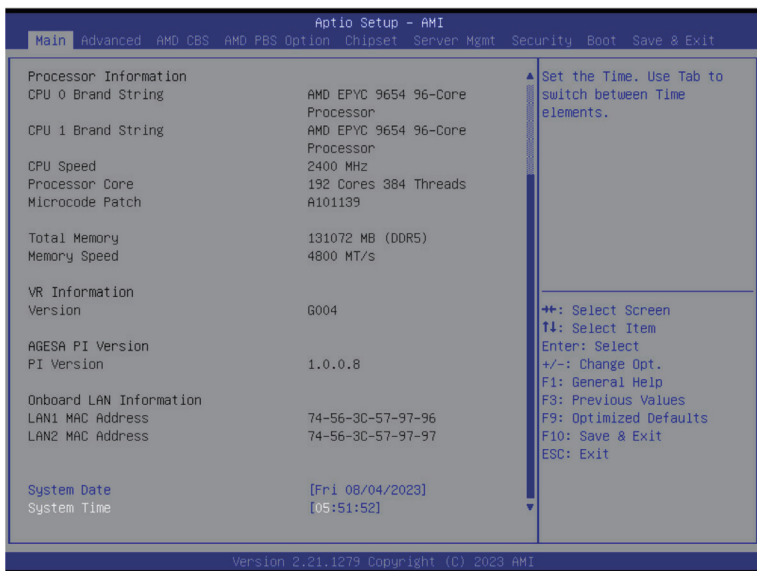 Aptio Setup - AMI
Main Advanced AMD CBS AMD PBS Option Chipset Server Mgmt Security Boot Save & Exit
Processor Information
CPU 0 Brand String AMD EPYC 9654 96-Core
Processor
CPU 1 Brand String AMD EPYC 9654 96-Core
Processor
CPU Speed 2400 MHz
Processor Core 192 Cores 384 Threads
Microcode Patch A101139
Total Memory 131072 MB (DDR5)
Memory Speed 4800 MT/s
VR Information
Version G004
AGESA PI Version
PI Version 1.0.0.8
Onboard LAN Information
LAN1 MAC Address 74-56-3C-57-97-96
LAN2 MAC Address 74-56-3C-57-97-97
System Date [Fri 08/04/2023]
System Time [05:51:52]
Set the Time. Use Tab to
switch between Time
elements.
→←: Select Screen
↑↓: Select Item
Enter: Select
+/-: Change Opt.
F1: General Help
F3: Previous Values
F9: Optimized Defaults
F10: Save & Exit
ESC: Exit
Version 2.21.1279 Copyright (C) 2023 AMI